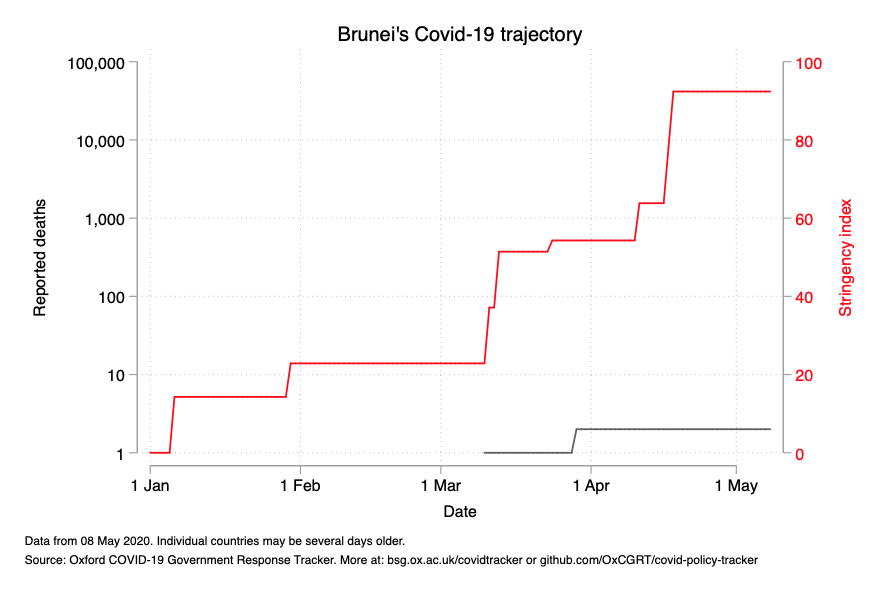 Brunei's Covid-19 trajectory
100,000
10,000
1,000
100
10
1
Reported deaths
100
80
60
40
20
0
Stringency index
1 Jan
1 Feb
1 Mar
1 Apr
1 May
Date
Data from 08 May 2020. Individual countries may be several days older.
Source: Oxford COVID-19 Government Response Tracker. More at: bsg.ox.ac.uk/covidtracker or github.com/OxCGRT/covid-policy-tracker